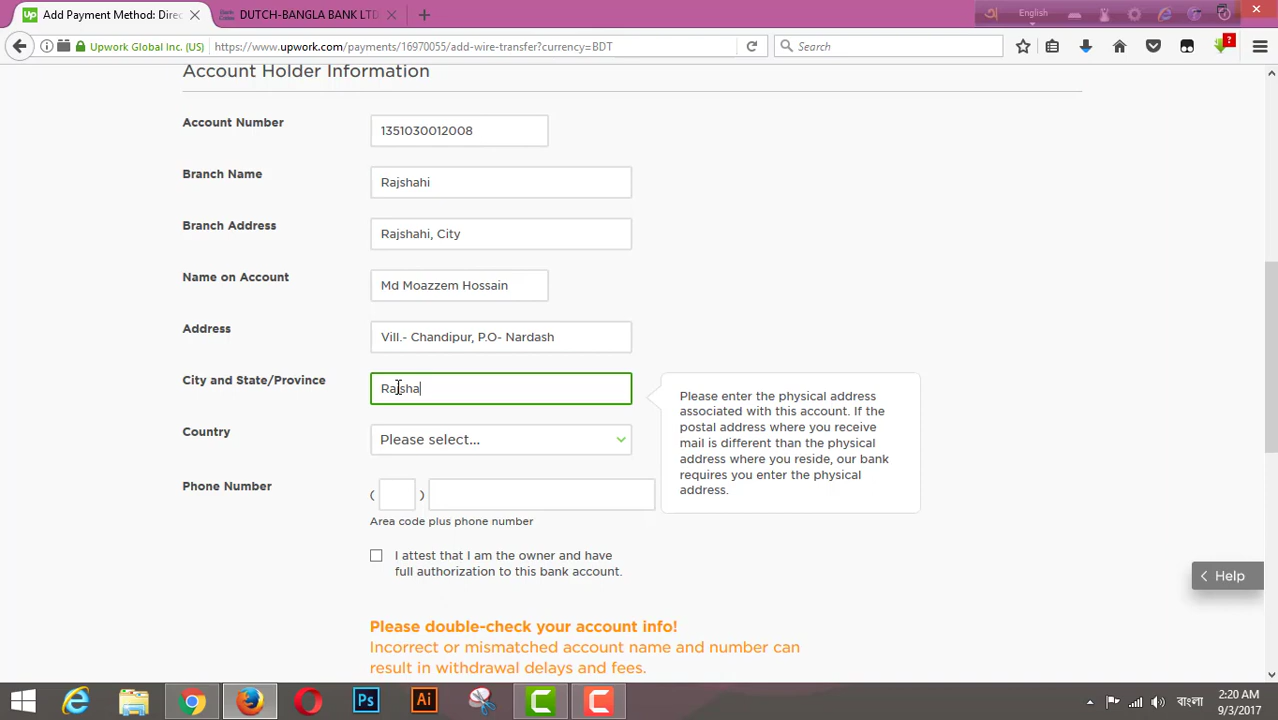 Up Add Payment Method: Direc
DUTCH-BANGLA BANK LTD
English
Upwork Global Inc. (US)
https://www.upwork.com/payments/16970055/add-wire-transfer?currency=BDT
Search
?
Account Holder Information
Account Number
1351030012008
Branch Name
Rajshahi
Branch Address
Rajshahi, City
Name on Account
Md Moazzem Hossain
Address
Vill.- Chandipur, P.O- Nardash
City and State/Province
Rajsha
Please enter the physical address
associated with this account. If the
postal address where you receive
mail is different than the physical
address where you reside, our bank
requires you enter the physical
address.
Country
Please select...
Phone Number
( )
Area code plus phone number
I attest that I am the owner and have
full authorization to this bank account.
Help
Please double-check your account info!
Incorrect or mismatched account name and number can
result in withdrawal delays and fees.
Ps
Ai
বাংলা
2:20 AM
9/3/2017